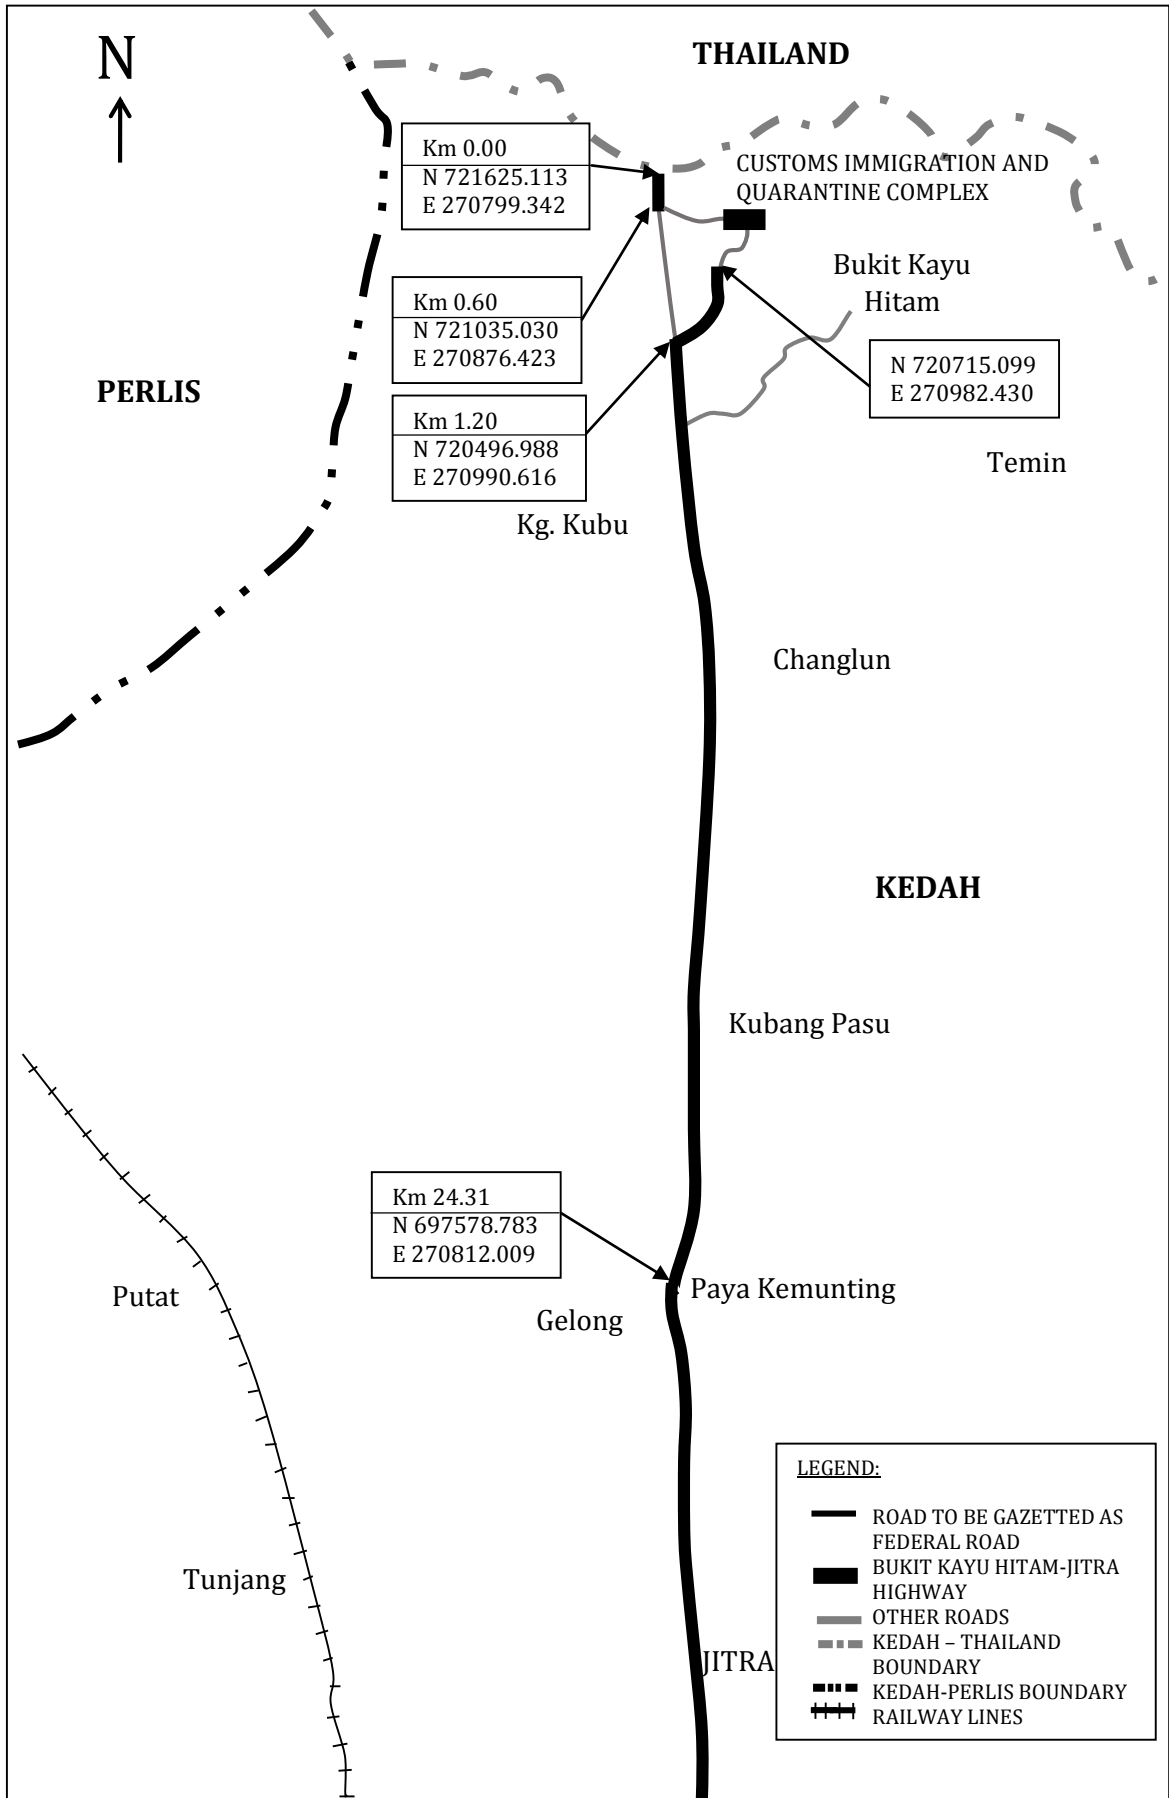 N
THAILAND
Km 0.00
N 721625.113
E 270799.342
CUSTOMS IMMIGRATION AND
QUARANTINE COMPLEX
Bukit Kayu
Hitam
Km 0.60
N 721035.030
E 270876.423
N 720715.099
E 270982.430
PERLIS
Km 1.20
N 720496.988
E 270990.616
Temin
Kg. Kubu
Changlun
KEDAH
Kubang Pasu
Km 24.31
N 697578.783
E 270812.009
Putat
Paya Kemunting
Gelong
Tunjang
JITRA
LEGEND:
ROAD TO BE GAZETTED AS
FEDERAL ROAD
BUKIT KAYU HITAM-JITRA
HIGHWAY
OTHER ROADS
KEDAH – THAILAND
BOUNDARY
KEDAH-PERLIS BOUNDARY
RAILWAY LINES